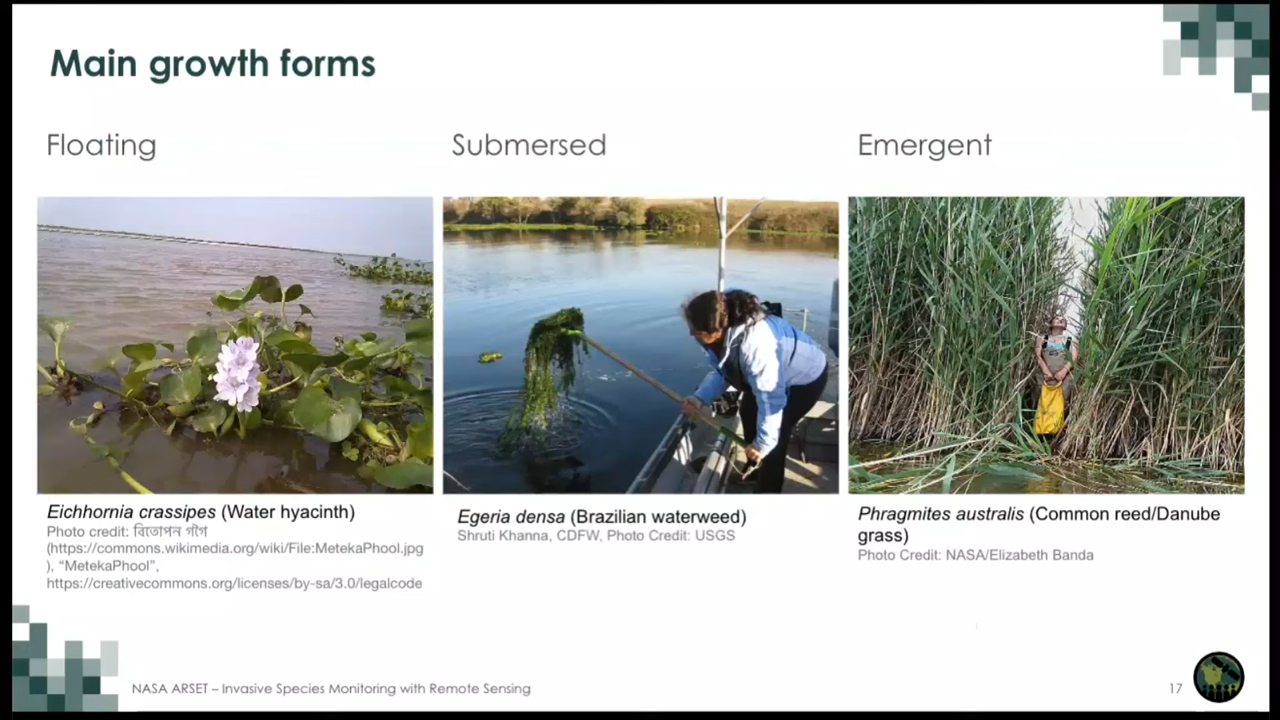 Main growth forms
Floating
Submersed
Emergent
Eichhornia crassipes (Water hyacinth)
Photo credit: বিতোপন গগৈ
(https://commons.wikimedia.org/wiki/File:MetekaPhool.jpg
), “MetekaPhool”,
https://creativecommons.org/licenses/by-sa/3.0/legalcode
Egeria densa (Brazilian waterweed)
Shruti Khanna, CDFW, Photo Credit: USGS
Phragmites australis (Common reed/Danube
grass)
Photo Credit: NASA/Elizabeth Banda
NASA ARSET – Invasive Species Monitoring with Remote Sensing
17